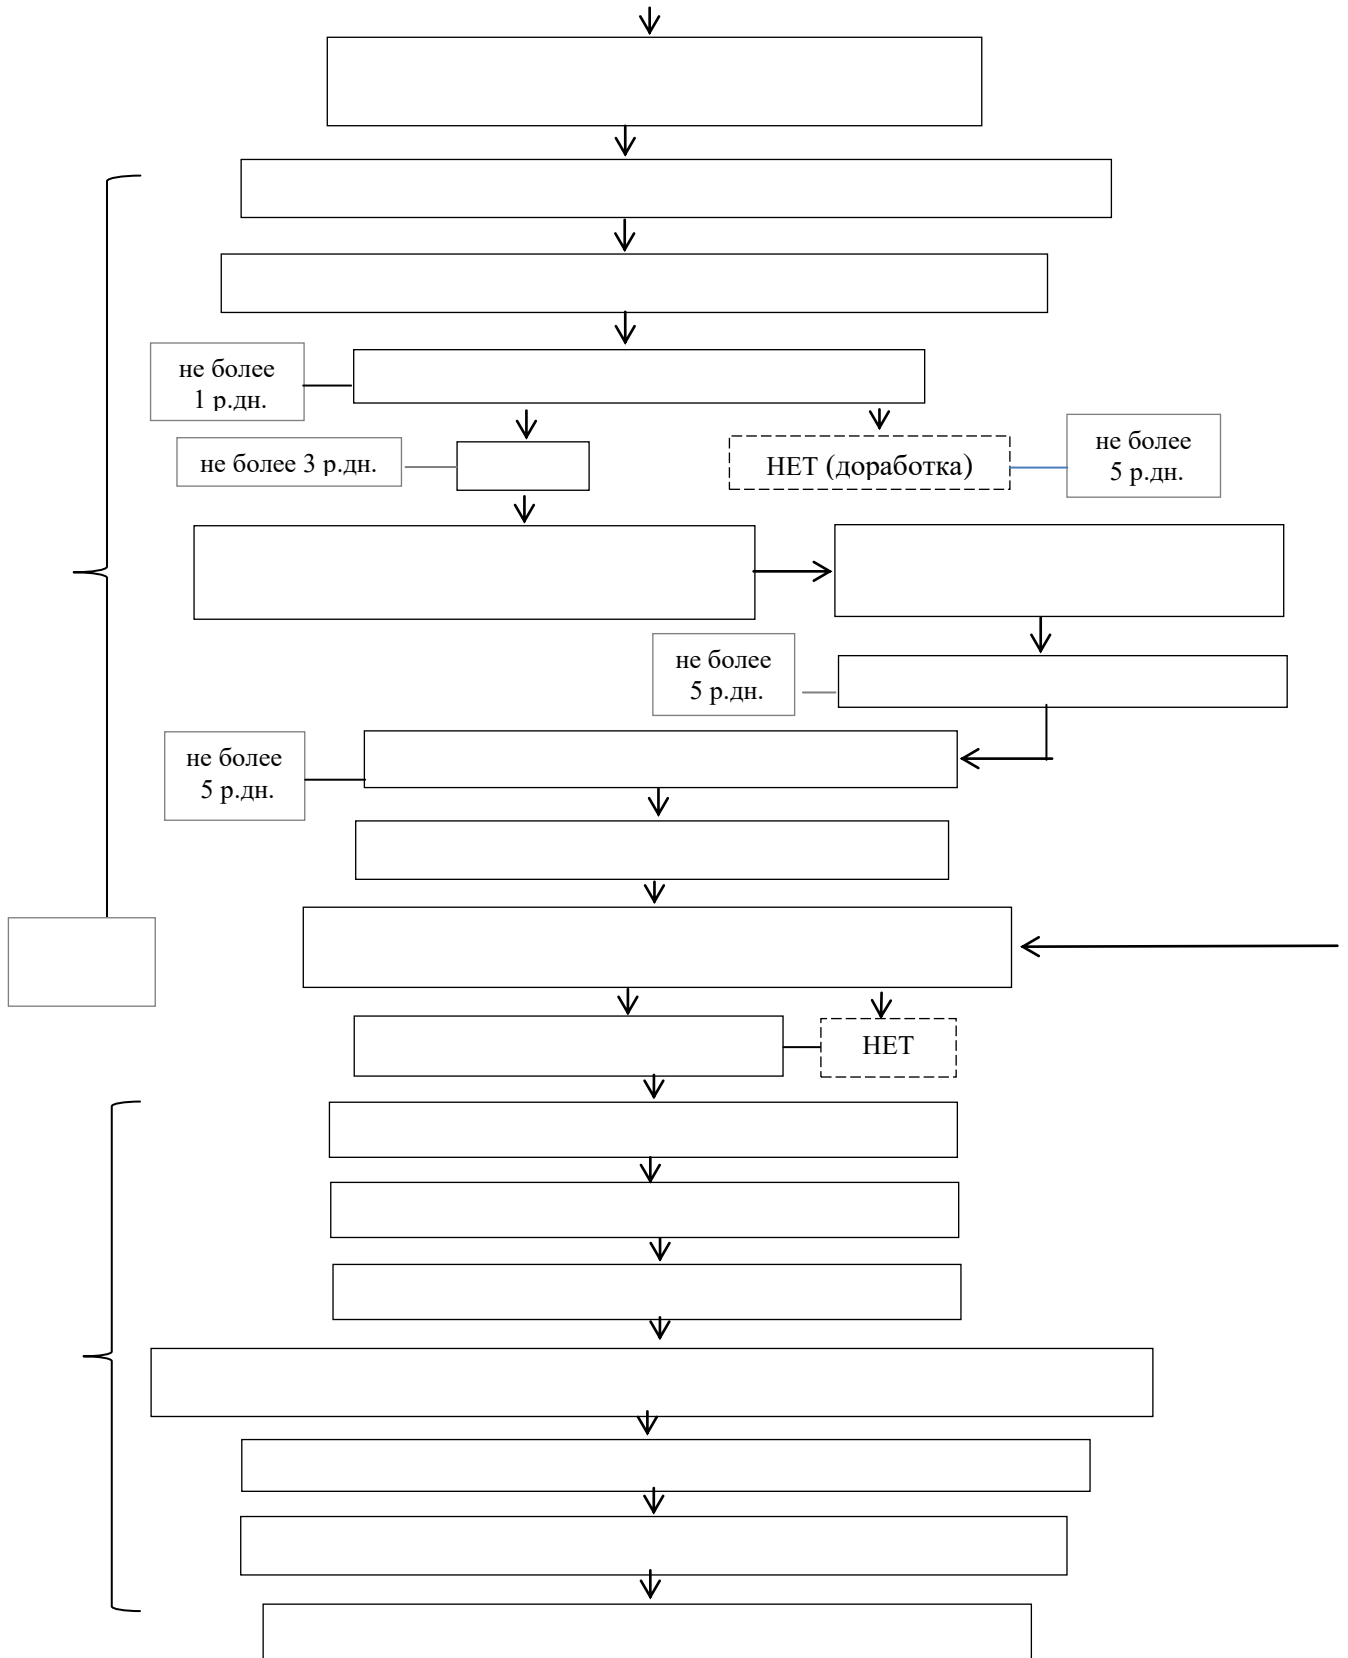 не более
1 р.дн.
не более 3 р.дн.
НЕТ (доработка)
не более
5 р.дн.
не более
5 р.дн.
не более
5 р.дн.
НЕТ